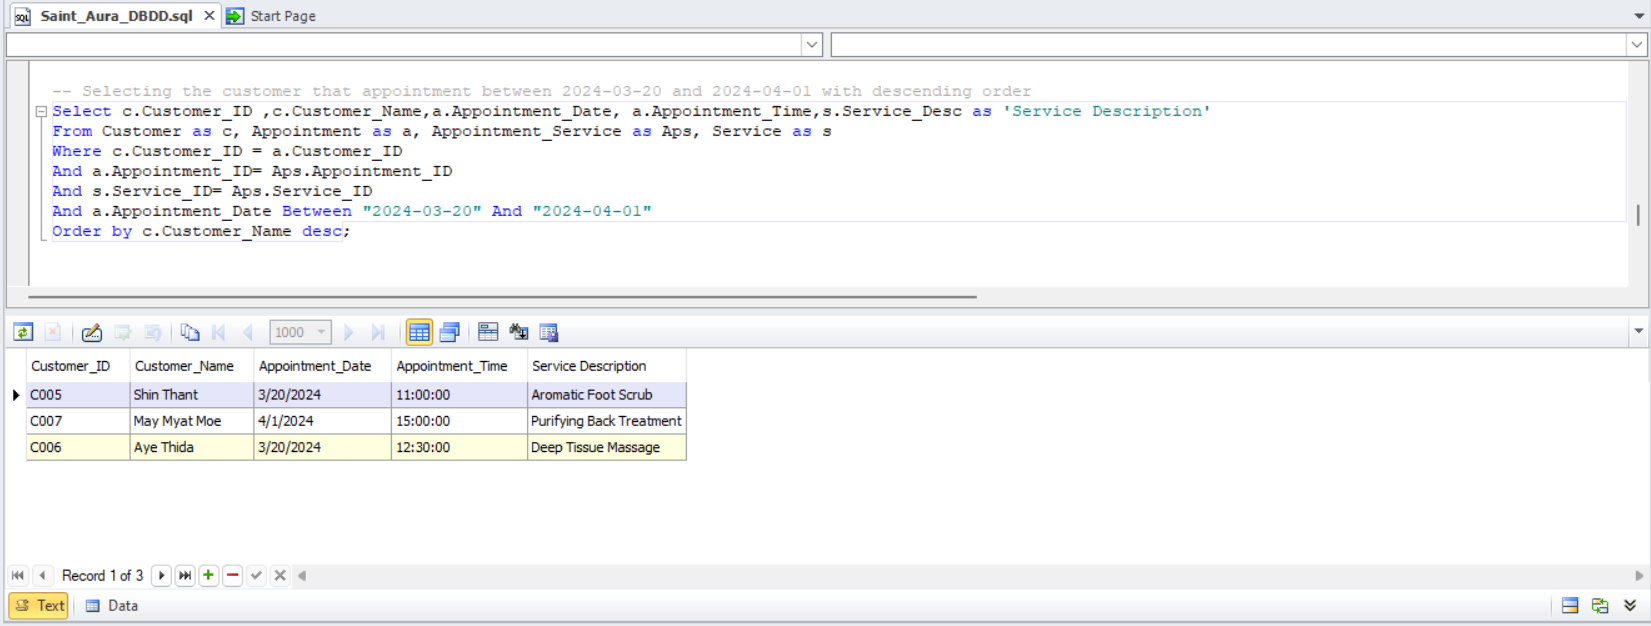 Saint_Aura_DBDD.sql Start Page
-- Selecting the customer that appointment between 2024-03-20 and 2024-04-01 with descending order
Select c.Customer_ID ,c.Customer_Name,a.Appointment_Date, a.Appointment_Time,s.Service_Desc as 'Service Description'
From Customer as c, Appointment as a, Appointment_Service as Aps, Service as s
Where c.Customer_ID = a.Customer_ID
And a.Appointment_ID= Aps.Appointment_ID
And s.Service_ID= Aps.Service_ID
And a.Appointment_Date Between "2024-03-20" And "2024-04-01"
Order by c.Customer_Name desc;
1000
Customer_ID Customer_Name Appointment_Date Appointment_Time Service Description
C005 Shin Thant 3/20/2024 11:00:00 Aromatic Foot Scrub
C007 May Myat Moe 4/1/2024 15:00:00 Purifying Back Treatment
C006 Aye Thida 3/20/2024 12:30:00 Deep Tissue Massage
Record 1 of 3
Text Data